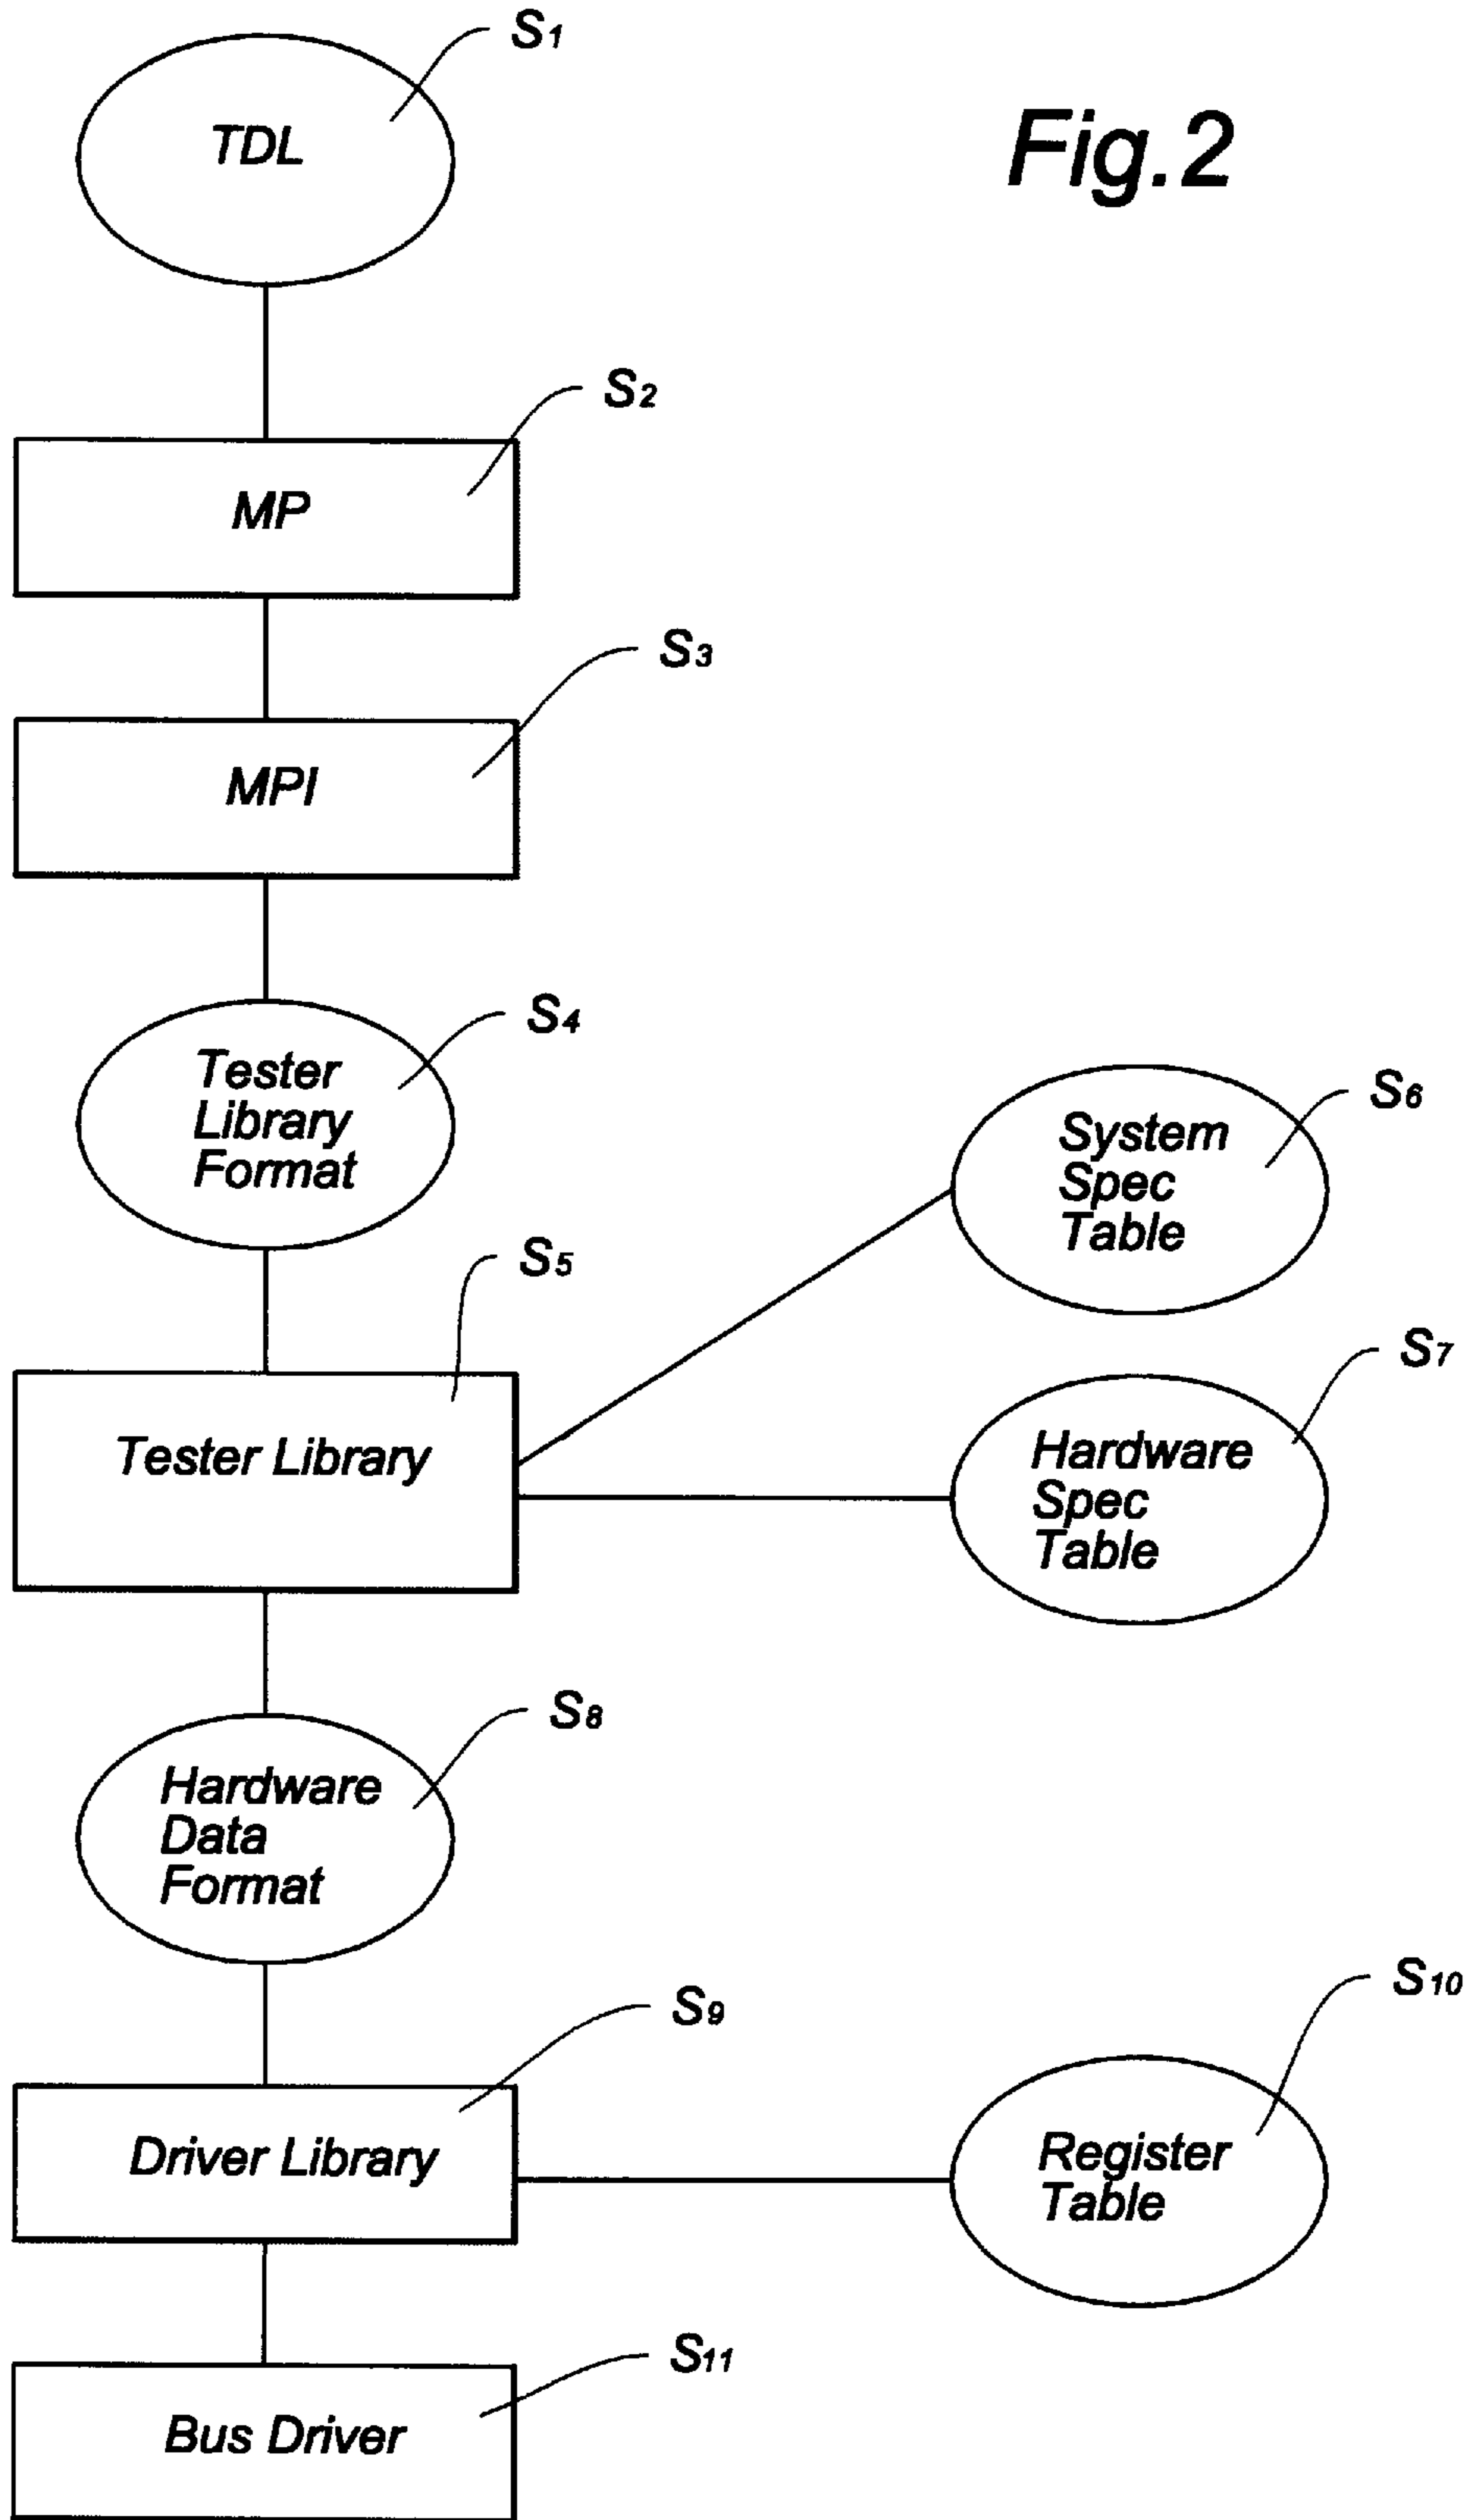 S1
Fig.2
TDL
S2
MP
S3
MPI
S4
Tester
Library
Format
S6
System
Spec
Table
S5
Tester Library
S7
Hardware
Spec
Table
S8
Hardware
Data
Format
S9
Driver Library
S10
Register
Table
S11
Bus Driver